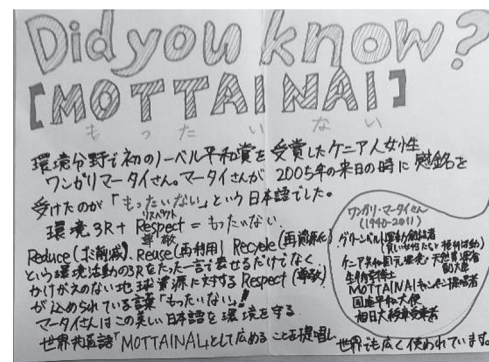 Did you know?
[MOTTAINAI]
もったいない
環境分野で初のノーベル平和賞を受賞したケニア人女性
ワンガリマータイさん。マータイさんが2005年の来日の時に感銘を
受けたのが「もったいない」という日本語でした。
リスペクト
環境3R+Respect=もったいない
尊敬
Reduce(ゴミ削減)、Reuse(再利用)、Recycle(再資源化)
という環境活動の3Rをたった一言で表せるだけでなく、
かけがえのない地球資源に対するRespect(尊敬)
が込められている言葉「もったいない」!
マータイさんはこの美しい日本語を環境を守る
世界共通語「MOTTAINAI」として広めることを提唱し、世界でも広く使われています。
ワンガリ・マータイさん
(1940-2011)
グリーンベルト運動創設者
ケニア共和国元環境・天然資源省
副大臣
生物学博士
MOTTAINAIキャンペーン提唱者
国連平和大使
旭日大綬章受章者